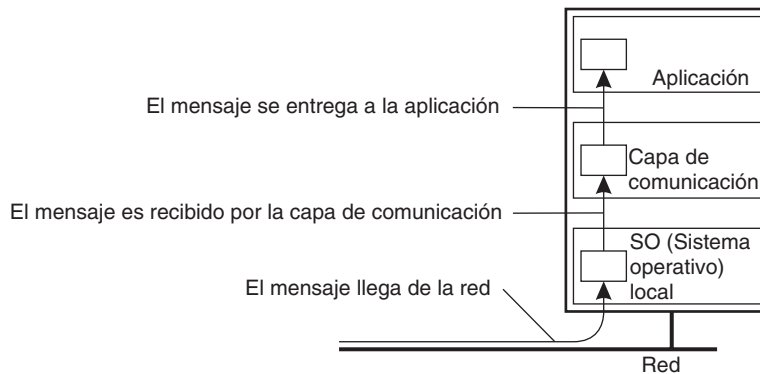 Aplicación
El mensaje se entrega a la aplicación
Capa de
comunicación
El mensaje es recibido por la capa de comunicación
SO (Sistema
operativo)
local
El mensaje llega de la red
Red